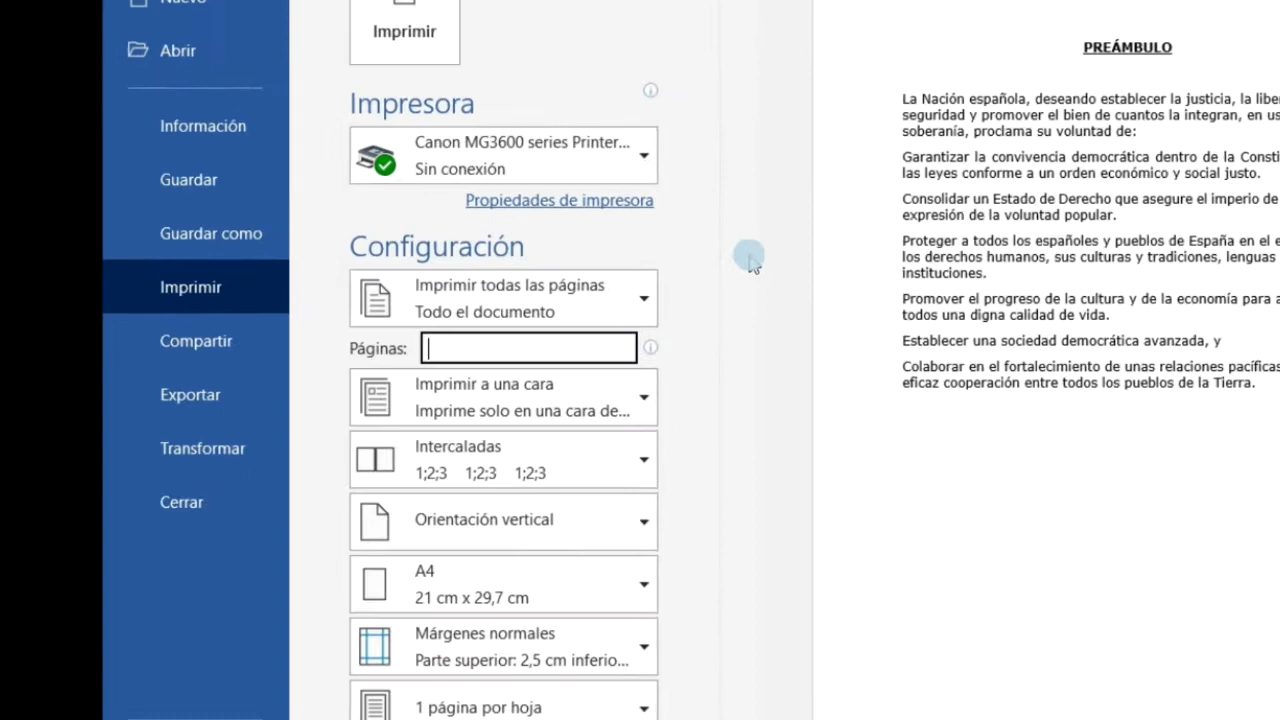 Nuevo
Abrir
Información
Guardar
Guardar como
Imprimir
Compartir
Exportar
Transformar
Cerrar
Imprimir
Impresora
Canon MG3600 series Printer...
Sin conexión
Propiedades de impresora
Configuración
Imprimir todas las páginas
Todo el documento
Páginas:
Imprimir a una cara
Imprime solo en una cara de...
Intercaladas
1;2;3 1;2;3 1;2;3
Orientación vertical
A4
21 cm x 29,7 cm
Márgenes normales
Parte superior: 2,5 cm inferio...
1 página por hoja
PREÁMBULO
La Nación española, deseando establecer la justicia, la
seguridad y promover el bien de cuantos la integran, en
soberanía, proclama su voluntad de:
Garantizar la convivencia democrática dentro de la
las leyes conforme a un orden económico y social justo.
Consolidar un Estado de Derecho que asegure el imperio de
expresión de la voluntad popular.
Proteger a todos los españoles y pueblos de España en el
los derechos humanos, sus culturas y tradiciones, lenguas
instituciones.
Promover el progreso de la cultura y de la economía para
todos una digna calidad de vida.
Establecer una sociedad democrática avanzada, y
Colaborar en el fortalecimiento de unas relaciones pacíficas
eficaz cooperación entre todos los pueblos de la Tierra.